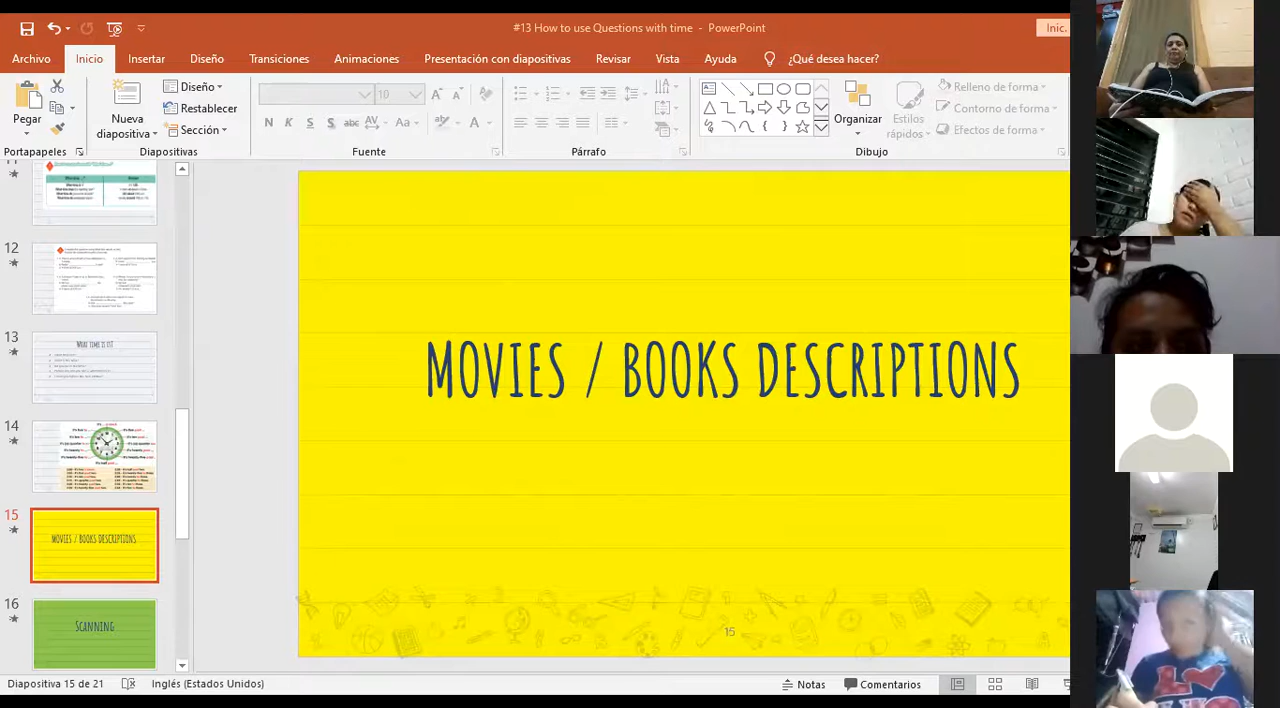 #13 How to use Questions with time - PowerPoint
Inic.
Archivo
Inicio
Insertar
Diseño
Transiciones
Animaciones
Presentación con diapositivas
Revisar
Vista
Ayuda
¿Qué desea hacer?
Pegar
Nueva
diapositiva
Diseño
Restablecer
Sección
10
N K S S abc AV Aa A
Organizar
Estilos
rápidos
Relleno de forma
Contorno de forma
Efectos de forma
Portapapeles
Diapositivas
Fuente
Párrafo
Dibujo
12
13
What time is it?
14
15
MOVIES / BOOKS DESCRIPTIONS
16
Scanning
MOVIES / BOOKS DESCRIPTIONS
15
Diapositiva 15 de 21
Inglés (Estados Unidos)
Notas
Comentarios